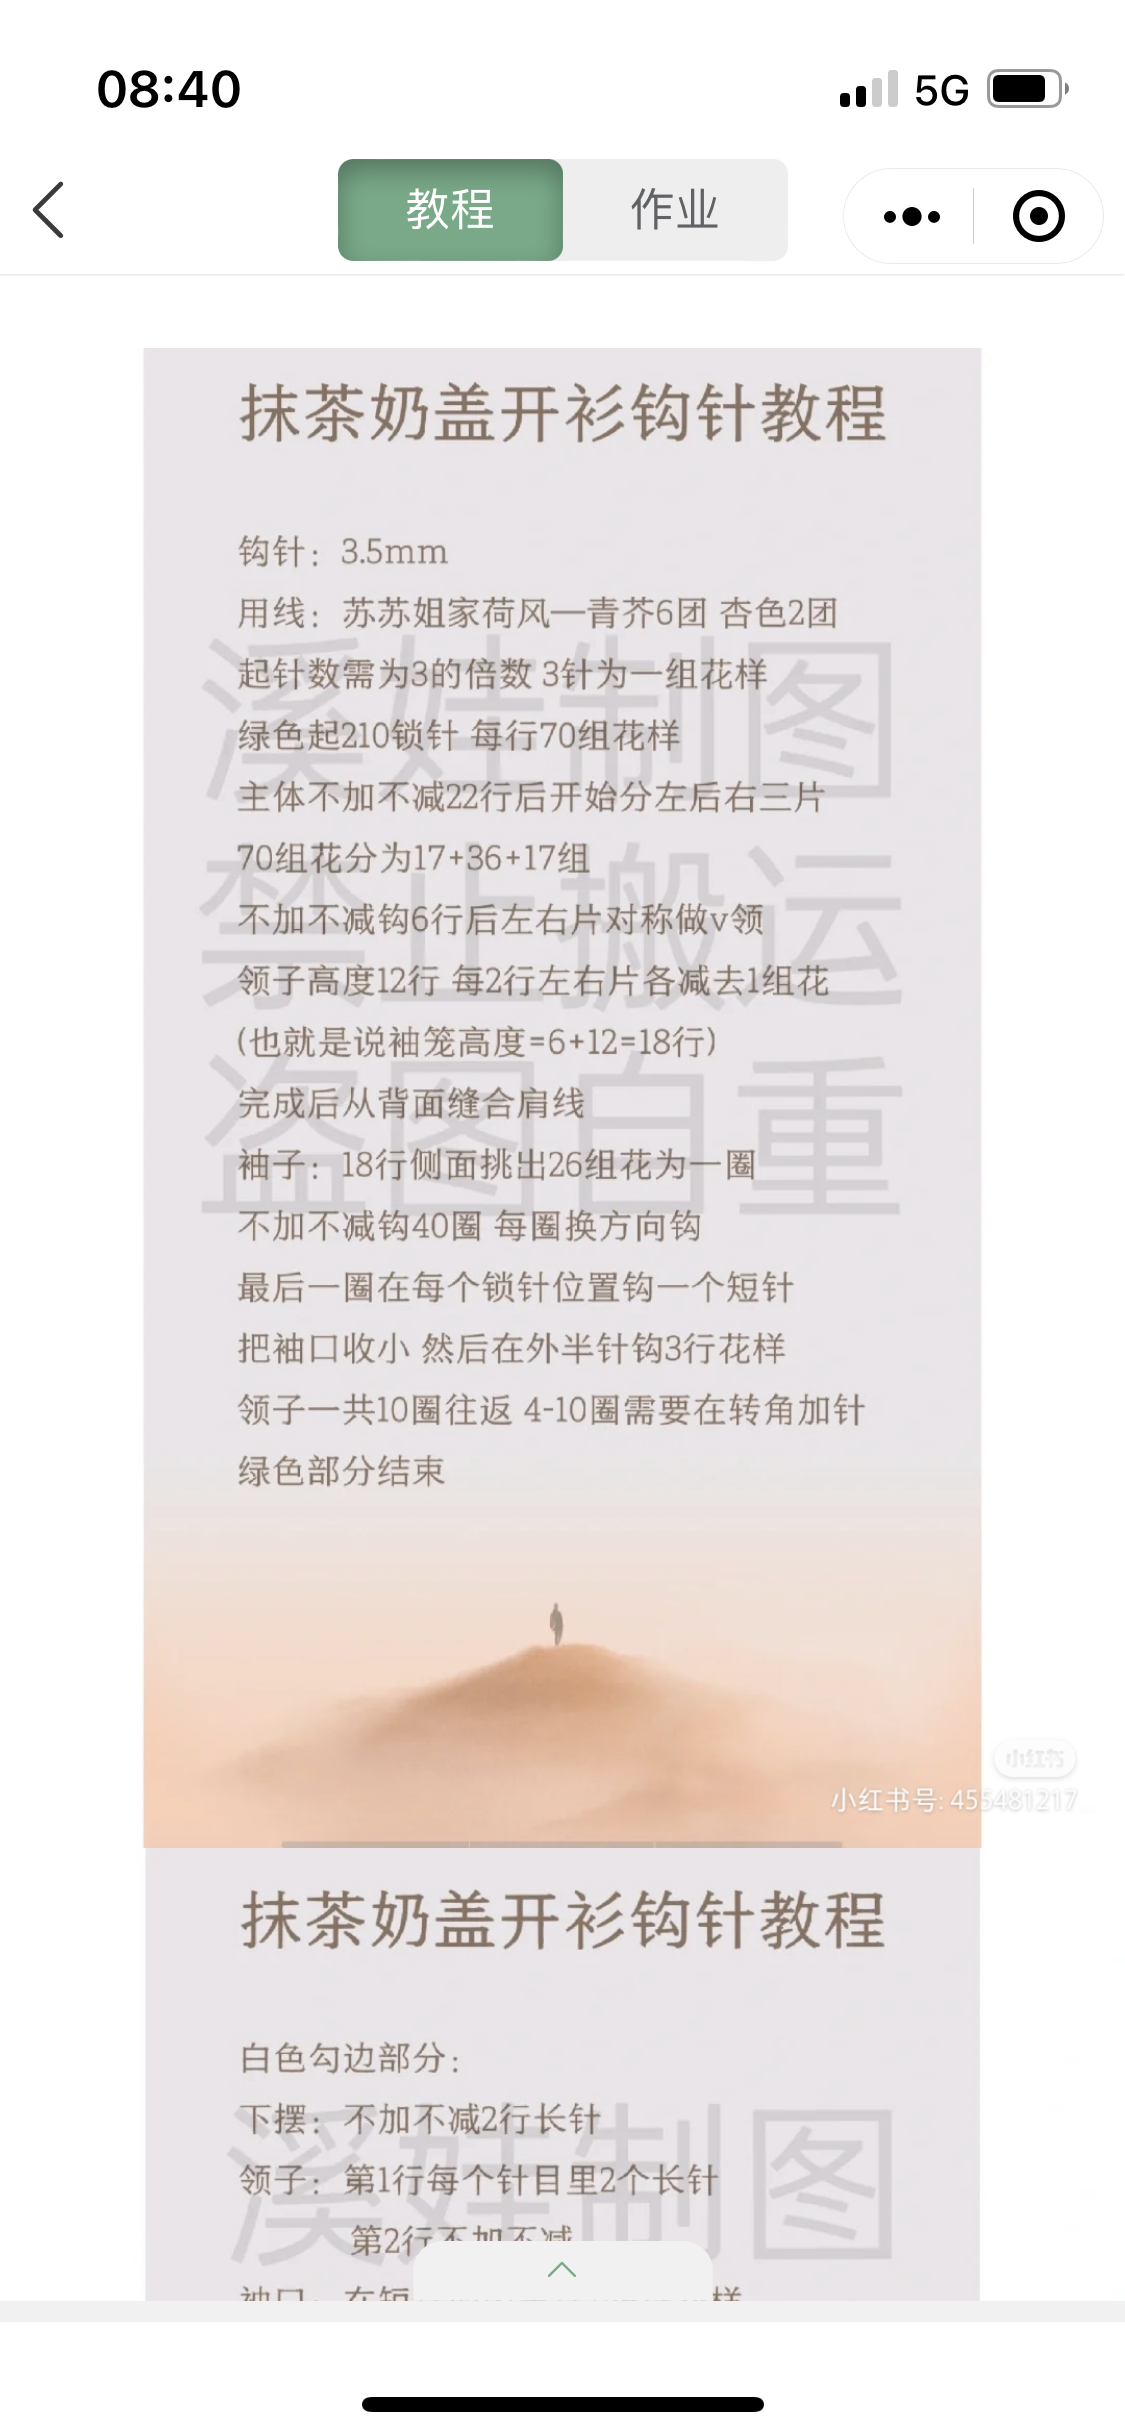 08:40
5G
教程
作业
抹茶奶盖开衫钩针教程
钩针：3.5mm
用线：苏苏姐家荷风—青芥6团 杏色2团
起针数需为3的倍数 3针为一组花样
绿色起210锁针 每行70组花样
主体不加不减22行后开始分左后右三片
70组花分为17+36+17组
不加不减钩6行后左右片对称做v领
领子高度12行 每2行左右片各减去1组花
(也就是说袖笼高度=6+12=18行)
完成后从背面缝合肩线
袖子：18行侧面挑出26组花为一圈
不加不减钩40圈 每圈换方向钩
最后一圈在每个锁针位置钩一个短针
把袖口收小 然后在外半针钩3行花样
领子一共10圈往返 4-10圈需要在转角加针
绿色部分结束
溪娃制图
禁止搬运
盗图自重
小红书
小红书号: 455481217
抹茶奶盖开衫钩针教程
白色勾边部分：
下摆：不加不减2行长针
领子：第1行每个针目里2个长针
第2行不加不减
溪娃制图